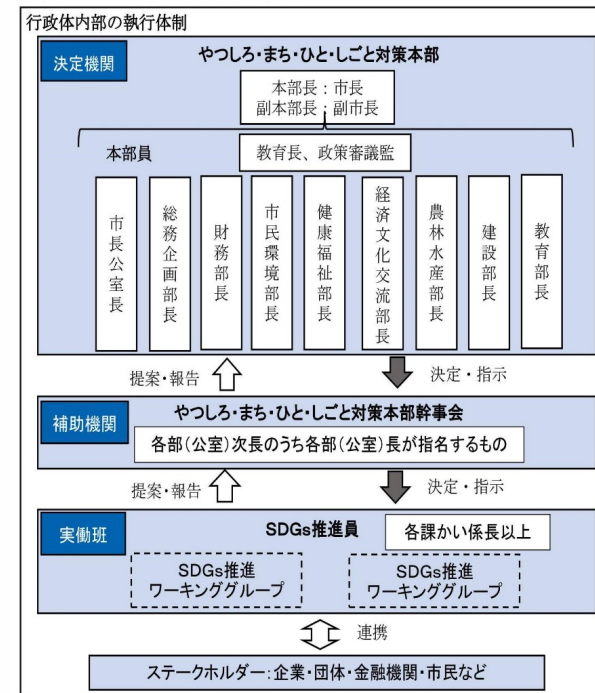 行政体内部の執行体制
決定機関
やつしろ・まち・ひと・しごと対策本部
本部長：市長
副本部長：副市長
本部員
教育長、政策審議監
市長公室長
総務企画部長
財務部長
市民環境部長
健康福祉部長
経済文化交流部長
農林水産部長
建設部長
教育部長
提案・報告
決定・指示
補助機関
やつしろ・まち・ひと・しごと対策本部幹事会
各部（公室）次長のうち各部（公室）長が指名するもの
提案・報告
決定・指示
実働班
SDGs推進員
各課かい係長以上
SDGs推進
ワーキンググループ
SDGs推進
ワーキンググループ
連携
ステークホルダー：企業・団体・金融機関・市民など